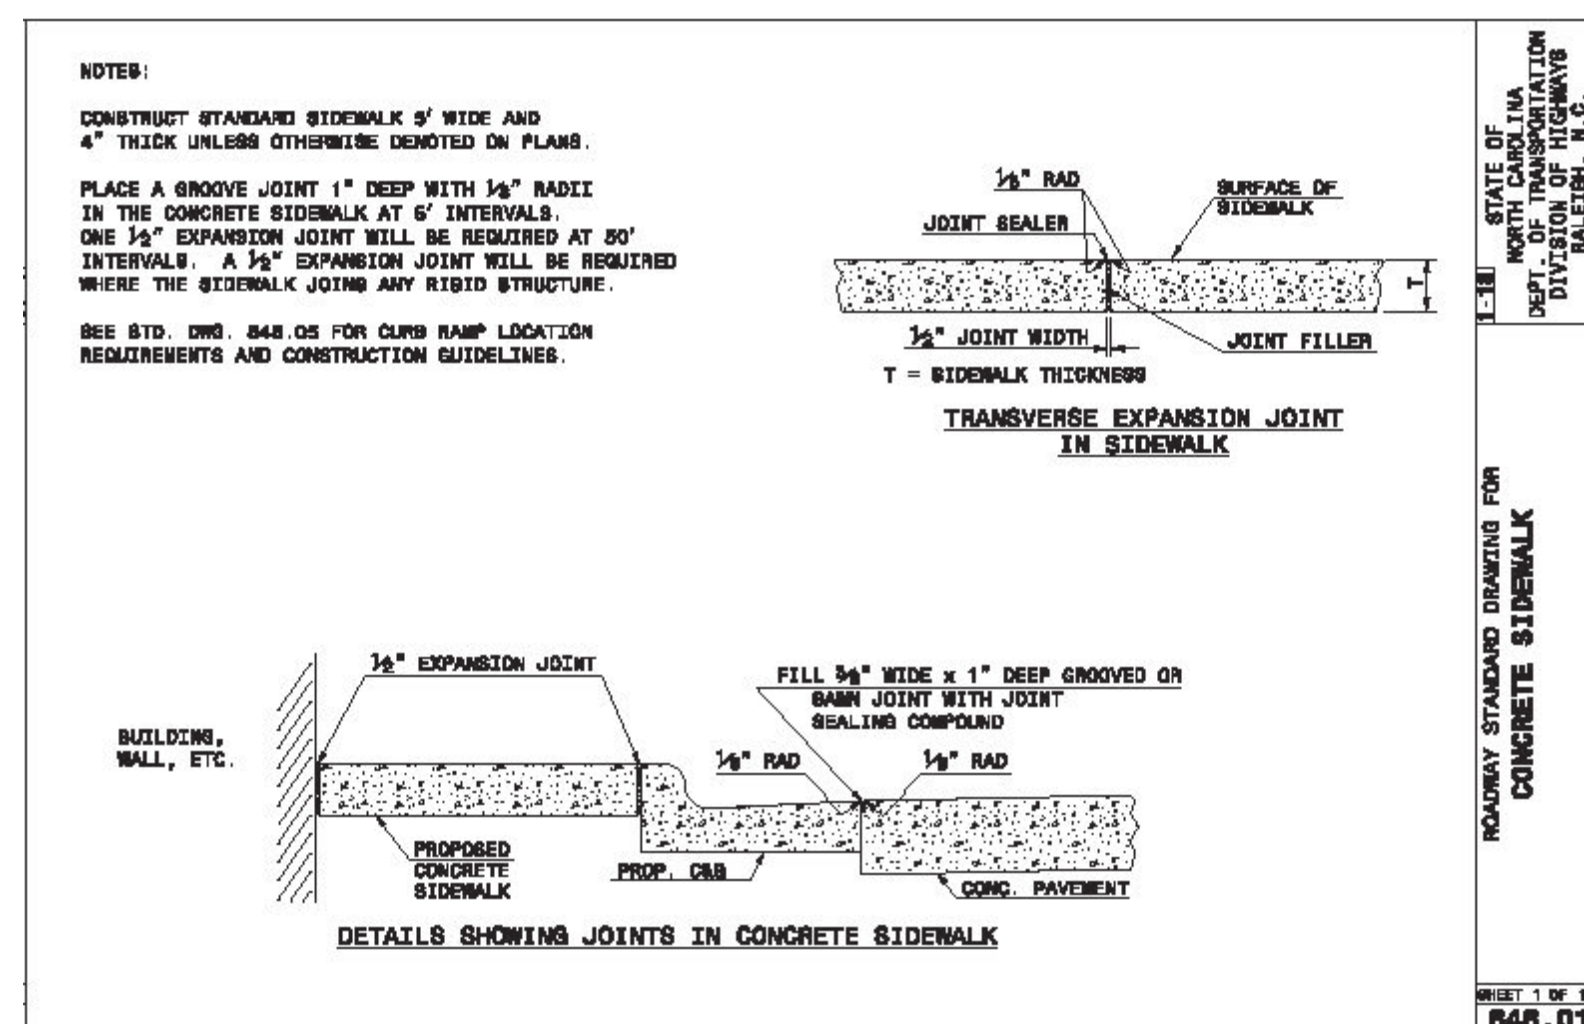 NOTES:
CONSTRUCT STANDARD SIDEWALK 5' WIDE AND
4" THICK UNLESS OTHERWISE DENOTED ON PLANS.
PLACE A GROOVE JOINT 1" DEEP WITH 1/8" RADII
IN THE CONCRETE SIDEWALK AT 5' INTERVALS.
ONE 1/2" EXPANSION JOINT WILL BE REQUIRED AT 50'
INTERVALS. A 1/2" EXPANSION JOINT WILL BE REQUIRED
WHERE THE SIDEWALK JOINS ANY RIGID STRUCTURE.
SEE STD. DWG. 848.05 FOR CURB RAMP LOCATION
REQUIREMENTS AND CONSTRUCTION GUIDELINES.
1/8" RAD
JOINT SEALER
SURFACE OF
SIDEWALK
T
1/2" JOINT WIDTH
JOINT FILLER
T = SIDEWALK THICKNESS
TRANSVERSE EXPANSION JOINT
IN SIDEWALK
1/2" EXPANSION JOINT
FILL WIDE x 1" DEEP GROOVED OR
SAWN JOINT WITH JOINT
SEALING COMPOUND
BUILDING,
WALL, ETC.
1/8" RAD
1/8" RAD
PROPOSED
CONCRETE
SIDEWALK
PROP. C&G
CONC. PAVEMENT
DETAILS SHOWING JOINTS IN CONCRETE SIDEWALK
1-18
STATE OF
NORTH CAROLINA
DEPT. OF TRANSPORTATION
DIVISION OF HIGHWAYS
RALEIGH, N.C.
ROADWAY STANDARD DRAWING FOR
CONCRETE SIDEWALK
SHEET 1 OF 1
848.01